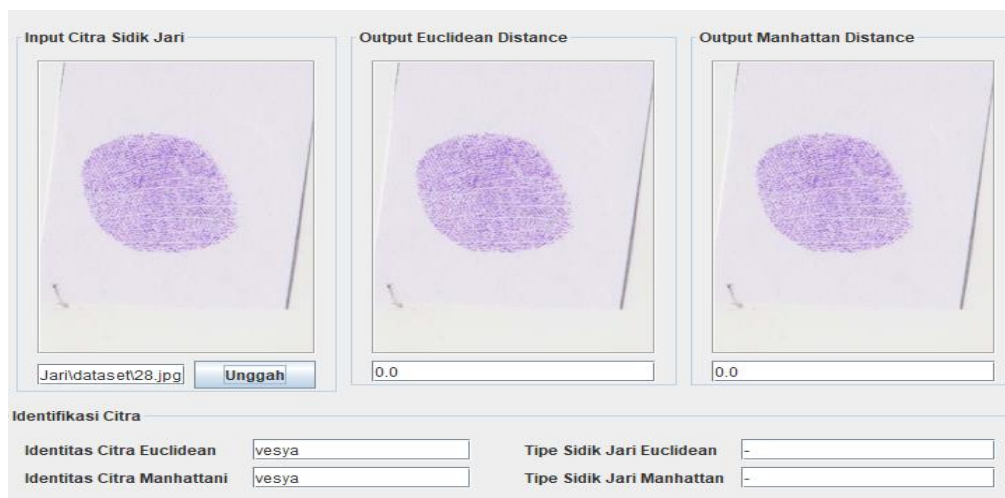 Input Citra Sidik Jari
Output Euclidean Distance
Output Manhattan Distance
Jari\dataset\28.jpg
Unggah
0.0
0.0
Identifikasi Citra
Identitas Citra Euclidean vesya
Tipe Sidik Jari Euclidean -
Identitas Citra Manhattani vesya
Tipe Sidik Jari Manhattan -